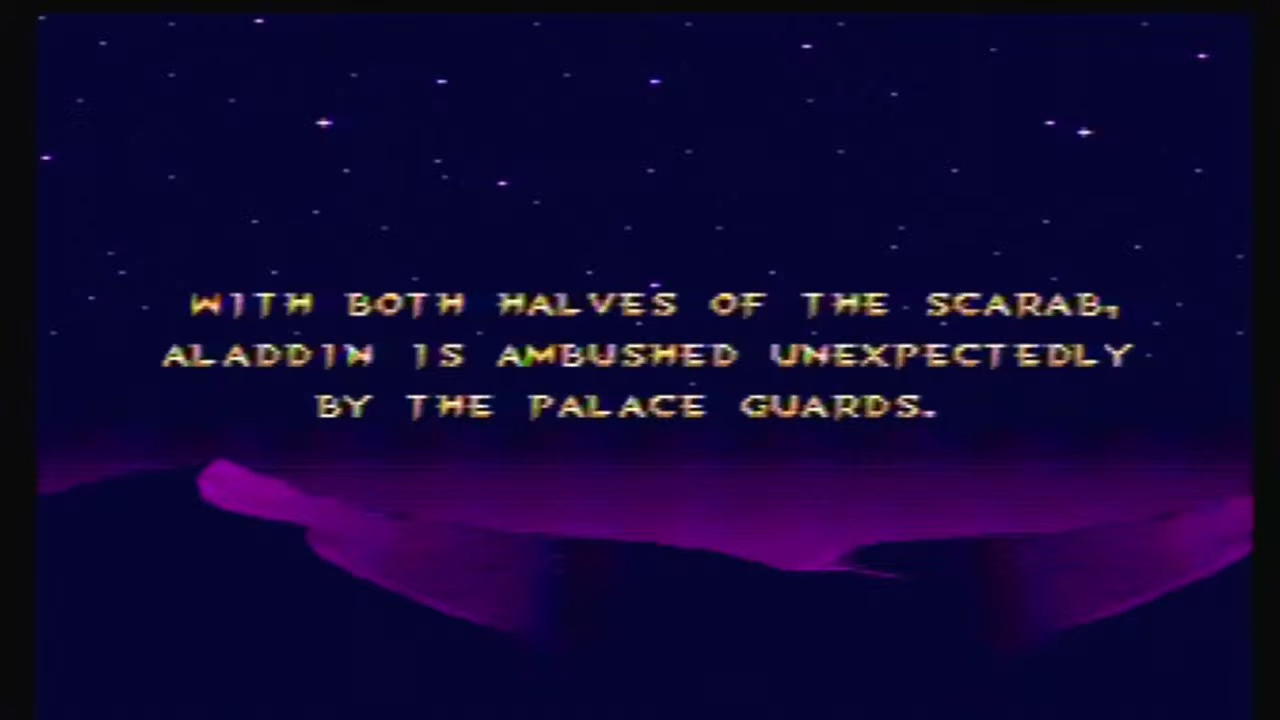 WITH BOTH HALVES OF THE SCARAB,
ALADDIN IS AMBUSHED UNEXPECTEDLY
BY THE PALACE GUARDS.